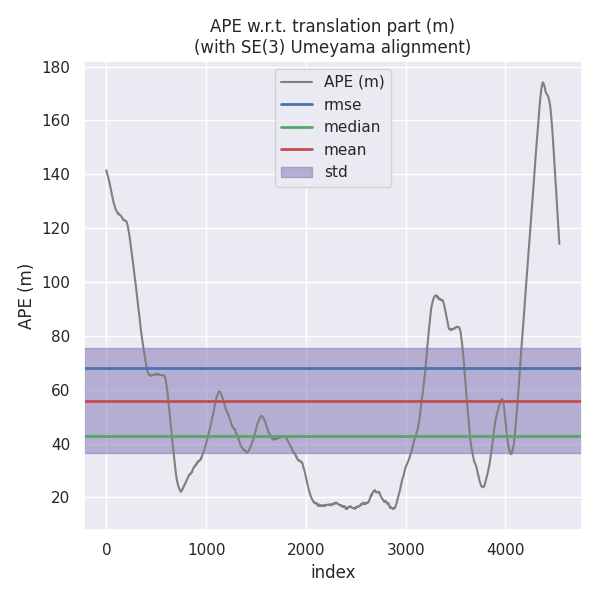 APE w.r.t. translation part (m)
(with SE(3) Umeyama alignment)
APE (m)
rmse
median
mean
std
180
160
140
120
100
80
60
40
20
APE (m)
0 1000 2000 3000 4000
index